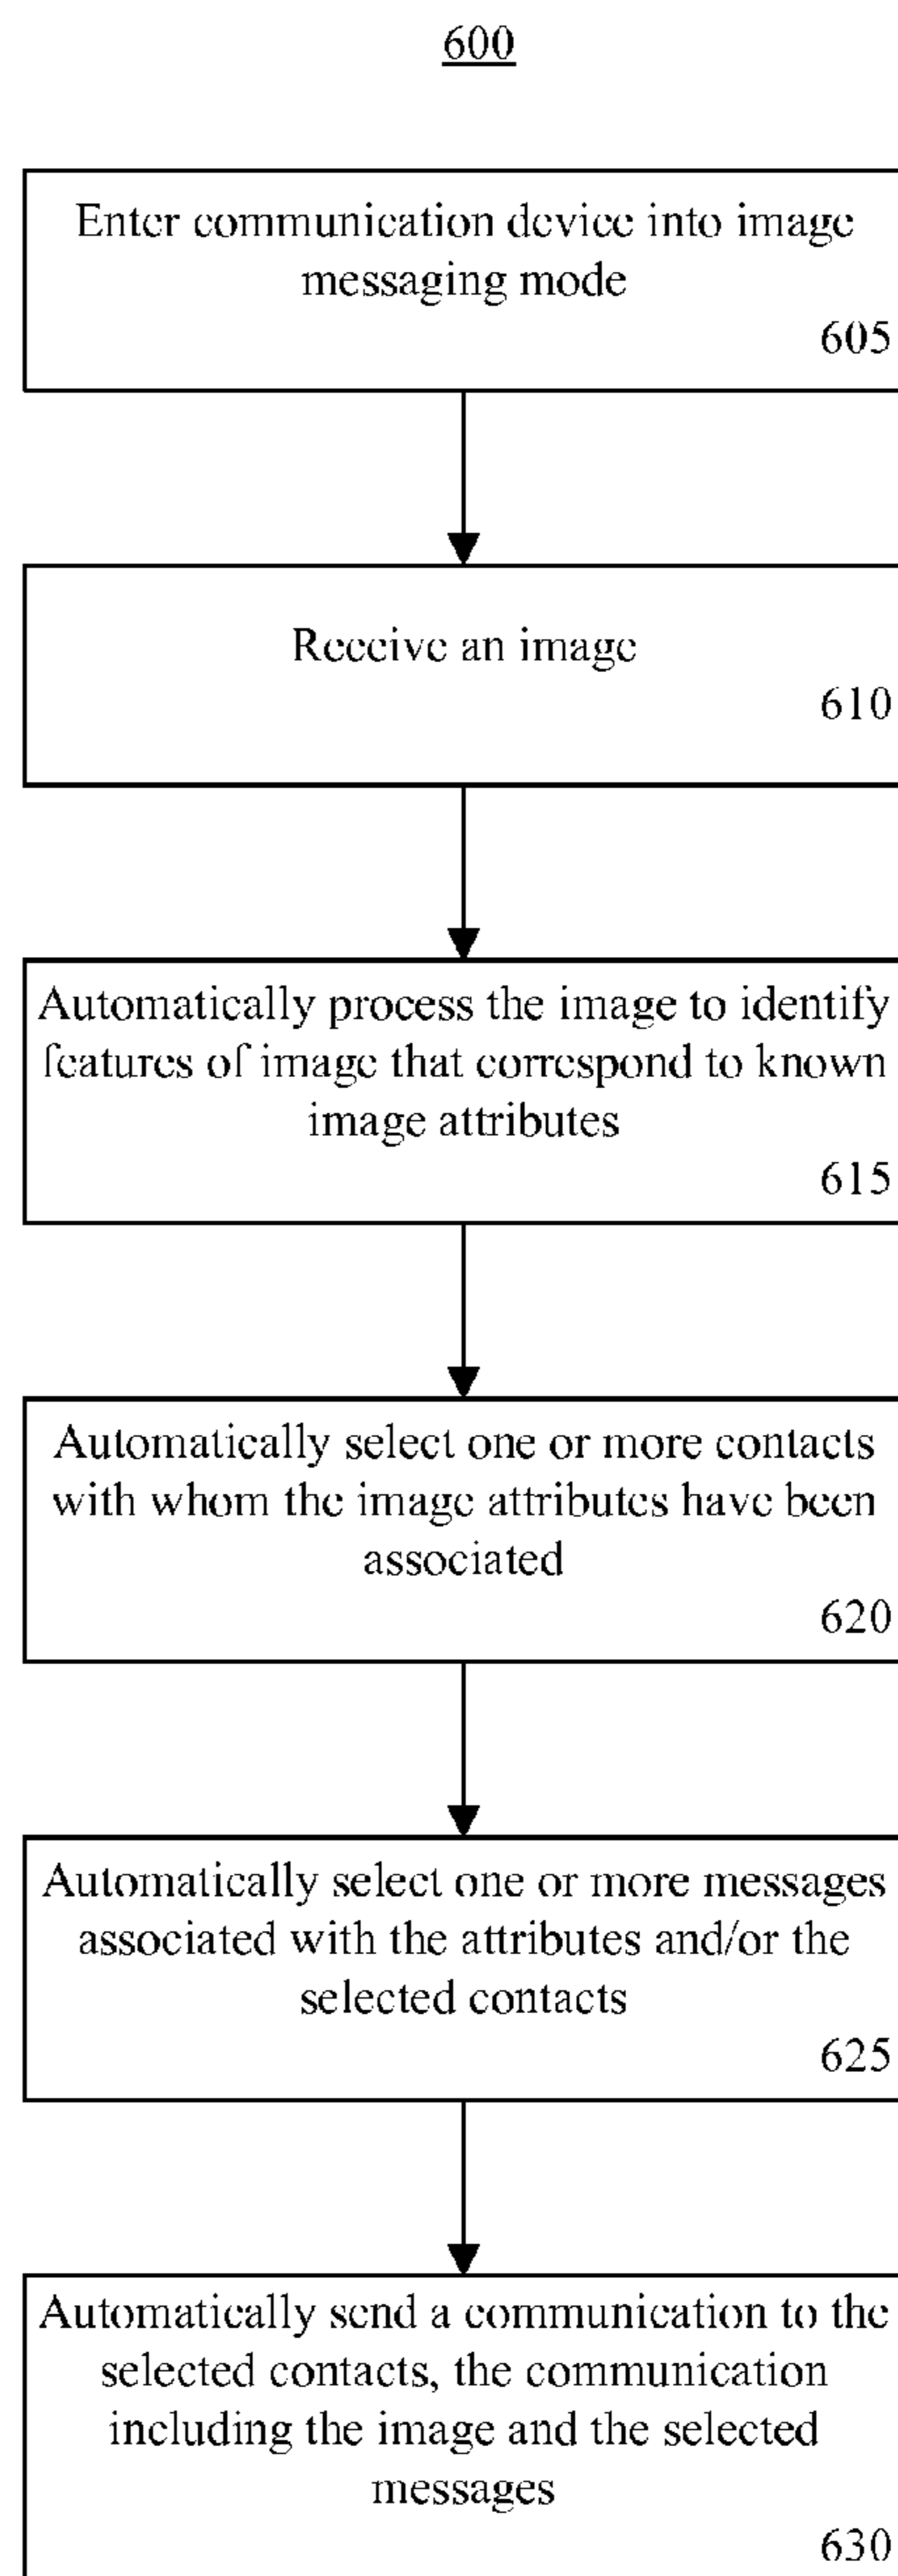 600
Enter communication device into image
messaging mode
605
Receive an image
610
Automatically process the image to identify
features of image that correspond to known
image attributes
615
Automatically select one or more contacts
with whom the image attributes have been
associated
620
Automatically select one or more messages
associated with the attributes and/or the
selected contacts
625
Automatically send a communication to the
selected contacts, the communication
including the image and the selected
messages
630